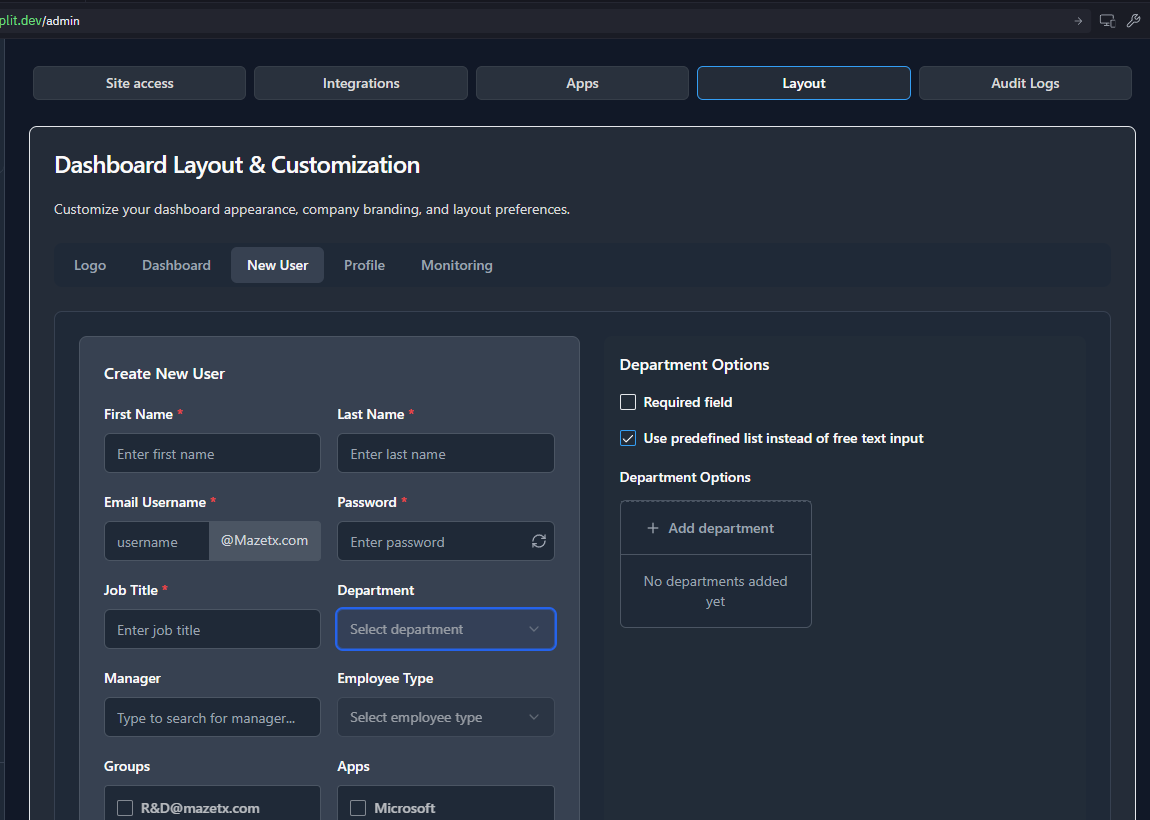 plit.dev/admin
Site access
Integrations
Apps
Layout
Audit Logs
Dashboard Layout & Customization
Customize your dashboard appearance, company branding, and layout preferences.
Logo
Dashboard
New User
Profile
Monitoring
Create New User
First Name *
Last Name *
Enter first name
Enter last name
Email Username *
Password *
username
@Mazetx.com
Enter password
Job Title *
Department
Enter job title
Select department
Manager
Employee Type
Type to search for manager...
Select employee type
Groups
Apps
R&D@mazetx.com
Microsoft
Department Options
Required field
Use predefined list instead of free text input
Department Options
+ Add department
No departments added
yet